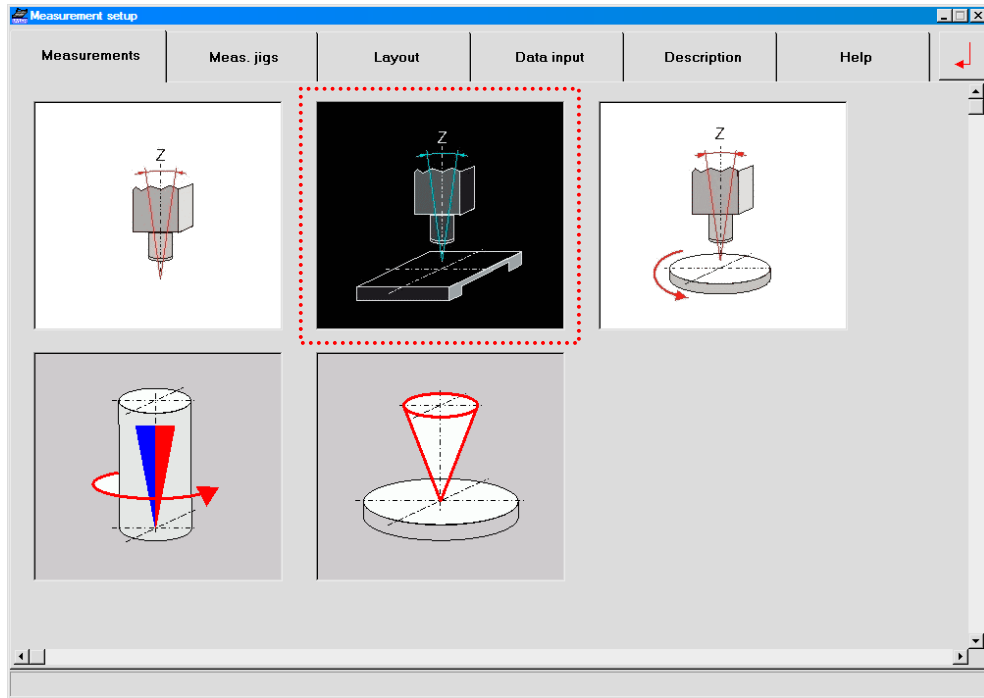 Measurement setup
Measurements
Meas. jigs
Layout
Data input
Description
Help
Z
Z
Z